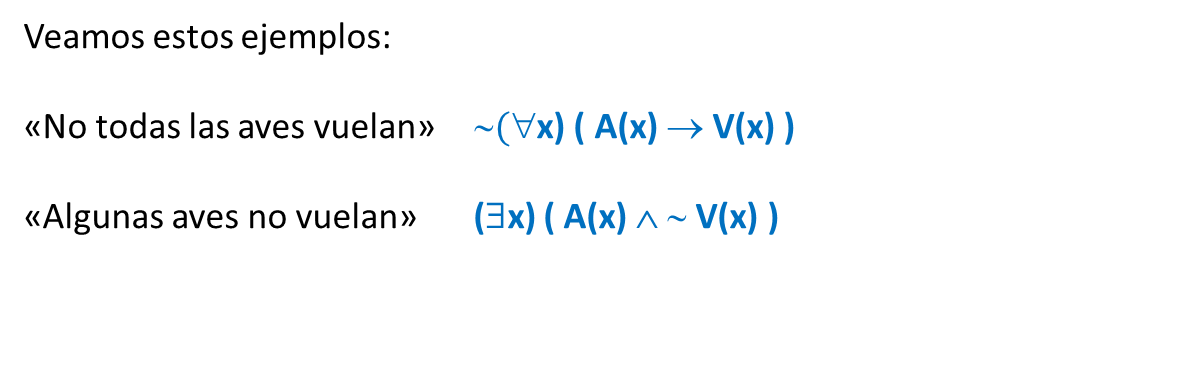 Veamos estos ejemplos:
«No todas las aves vuelan» ~(∀x) ( A(x) → V(x) )
«Algunas aves no vuelan» (∃x) ( A(x) ∧ ~ V(x) )